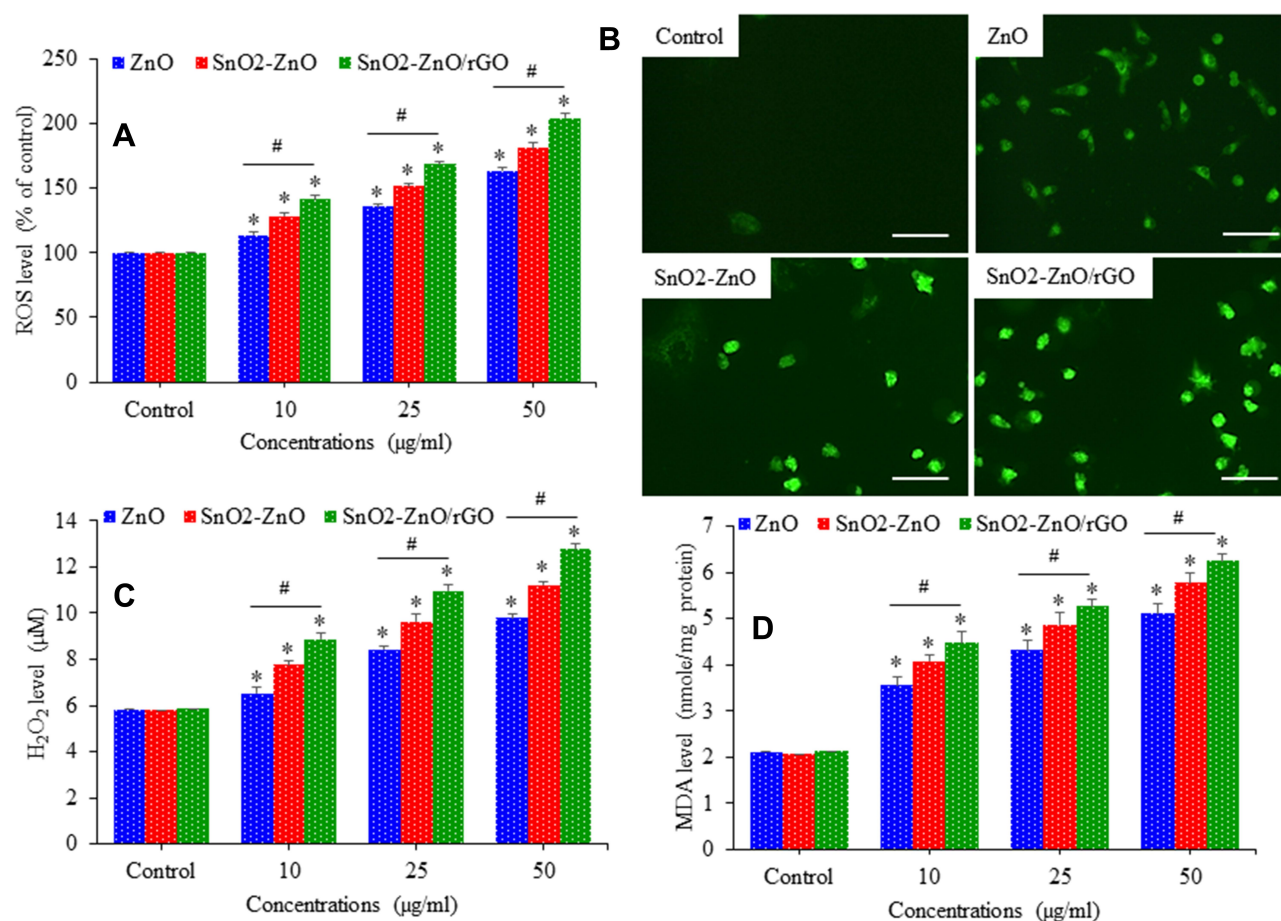 A
250
200
150
100
50
0
ROS level (% of control)
ZnO SnO2-ZnO SnO2-ZnO/rGO
# # #
* * * * * * * * *
Control 10 25 50
Concentrations (µg/ml)
B
Control
ZnO
SnO2-ZnO
SnO2-ZnO/rGO
C
14
12
10
8
6
4
2
0
H₂O₂ level (µM)
ZnO SnO2-ZnO SnO2-ZnO/rGO
# # #
* * * * * * * * *
Control 10 25 50
Concentrations (µg/ml)
D
7
6
5
4
3
2
1
0
MDA level (nmole/mg protein)
ZnO SnO2-ZnO SnO2-ZnO/rGO
# # #
* * * * * * * * *
Control 10 25 50
Concentrations (µg/ml)